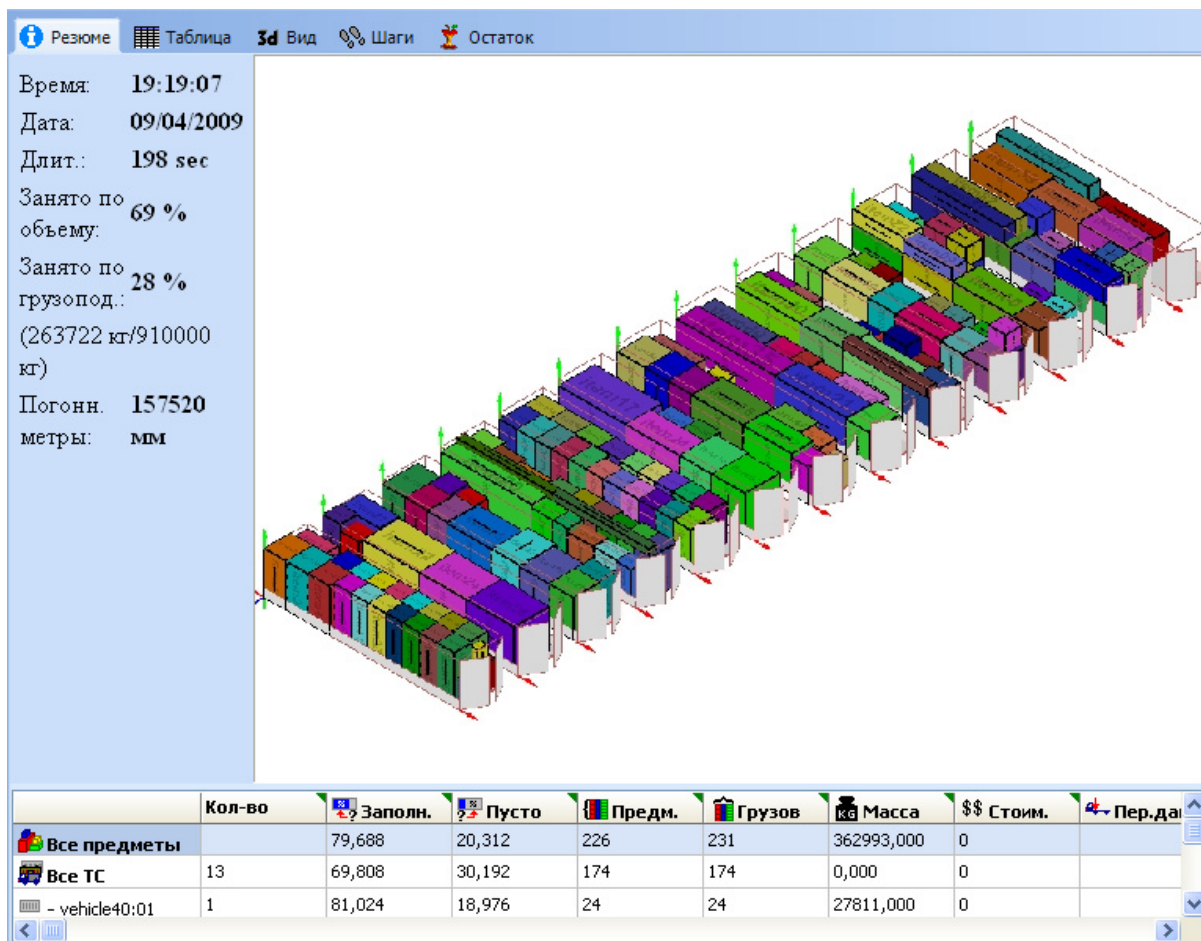 Резюме Таблица 3d Вид Шаги Остаток
Время: 19:19:07
Дата: 09/04/2009
Длит.: 198 sec
Занято по
объему: 69 %
Занято по
грузопод.: 28 %
(263722 кг/910000
кг)
Погонн. 157520
метры: мм
Кол-во Заполн. Пусто Предм. Грузов Масса $$ Стоим. Пер.да
Все предметы 79,688 20,312 226 231 362993,000 0
Все ТС 13 69,808 30,192 174 174 0,000 0
- vehicle40:01 1 81,024 18,976 24 24 27811,000 0